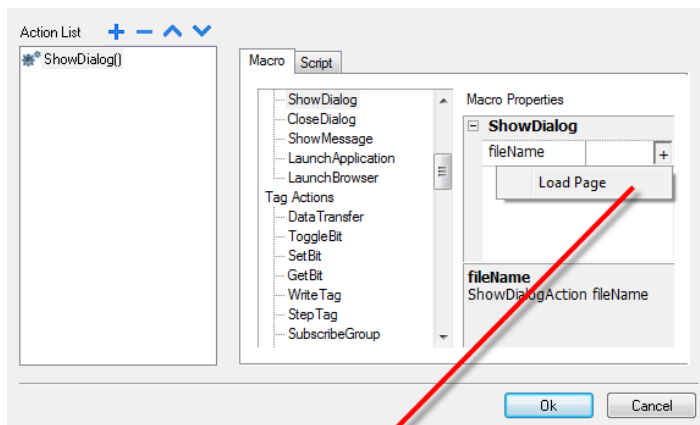 Action List
ShowDialog()
Macro
Script
ShowDialog
CloseDialog
ShowMessage
LaunchApplication
LaunchBrowser
Tag Actions
DataTransfer
ToggleBit
SetBit
GetBit
WriteTag
StepTag
SubscribeGroup
Macro Properties
ShowDialog
fileName
Load Page
fileName
ShowDialogAction fileName
Ok
Cancel